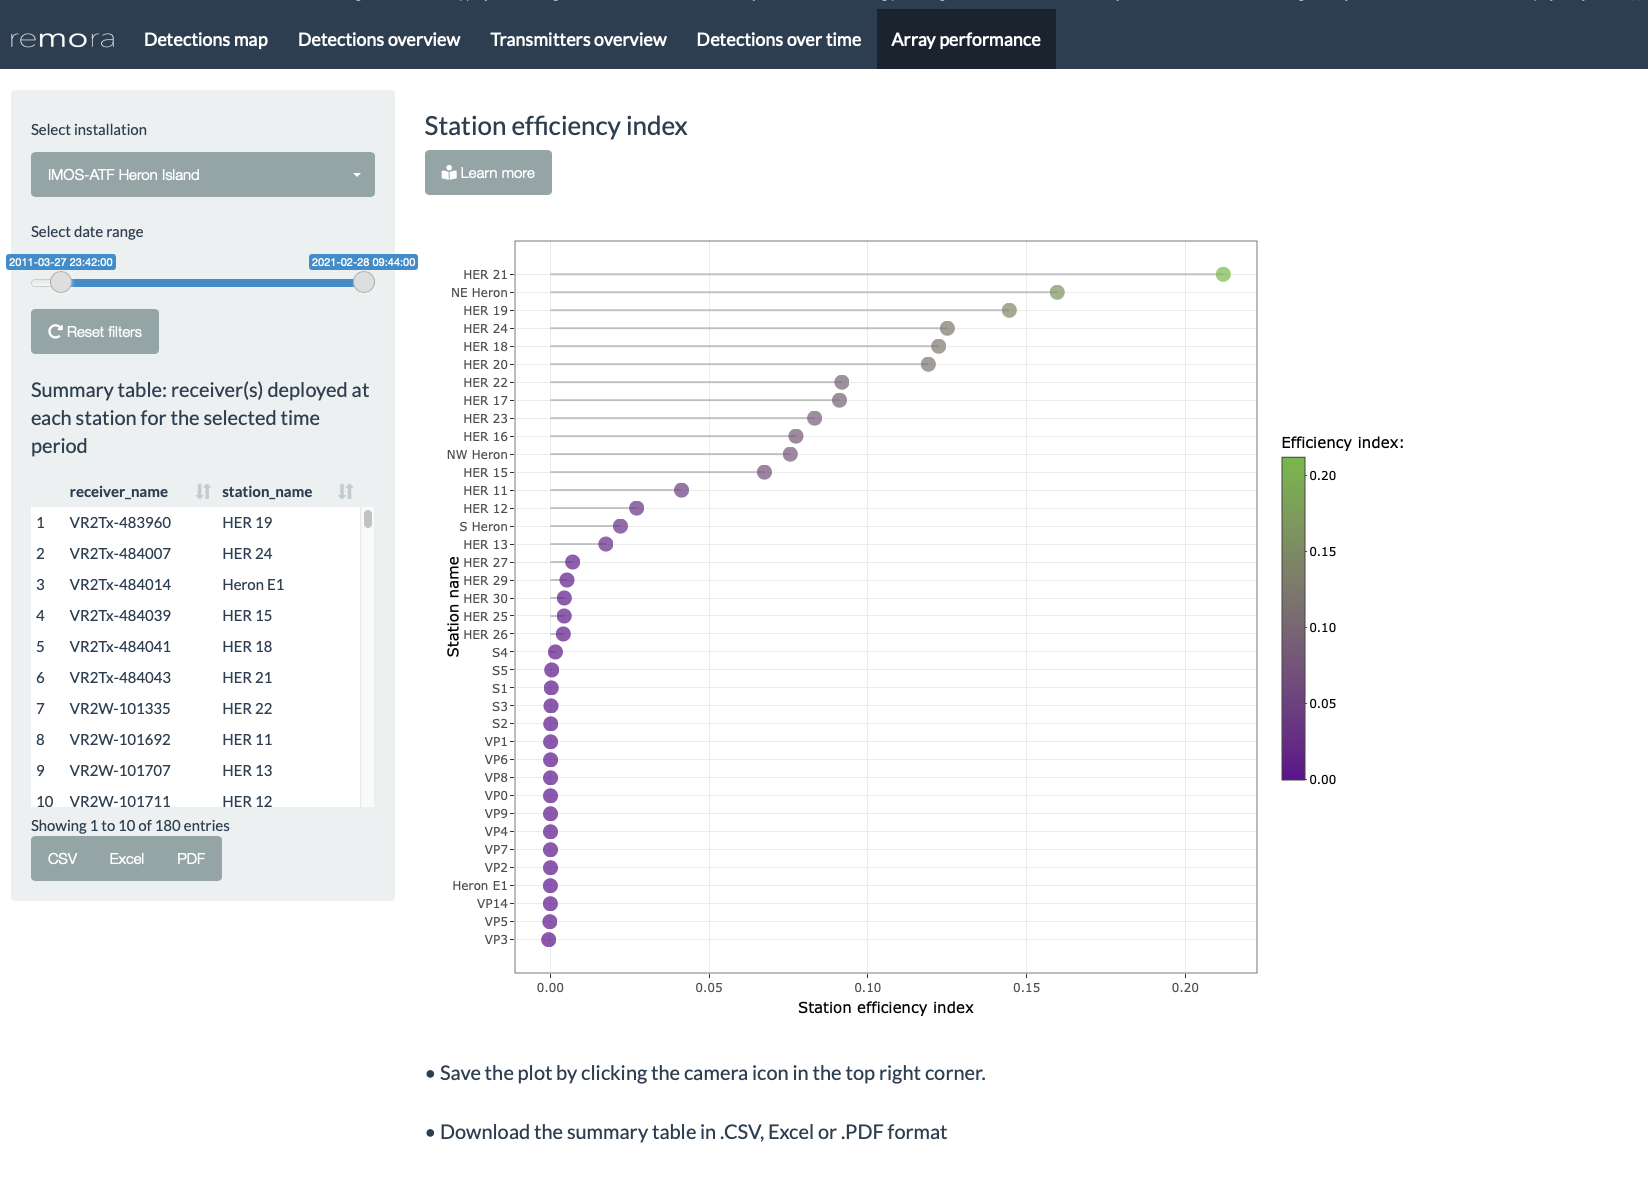 remora
Detections map
Detections overview
Transmitters overview
Detections over time
Array performance
Select installation
IMOS-ATF Heron Island
Select date range
2011-03-27 23:42:00
2021-02-28 09:44:00
Reset filters
Summary table: receiver(s) deployed at
each station for the selected time
period
receiver_name station_name
1 VR2Tx-483960 HER 19
2 VR2Tx-484007 HER 24
3 VR2Tx-484014 Heron E1
4 VR2Tx-484039 HER 15
5 VR2Tx-484041 HER 18
6 VR2Tx-484043 HER 21
7 VR2W-101335 HER 22
8 VR2W-101692 HER 11
9 VR2W-101707 HER 13
10 VR2W-101711 HER 12
Showing 1 to 10 of 180 entries
CSV Excel PDF
Station efficiency index
Learn more
Station name
HER 21
NE Heron
HER 19
HER 24
HER 18
HER 20
HER 22
HER 17
HER 23
HER 16
NW Heron
HER 15
HER 11
HER 12
S Heron
HER 13
HER 27
HER 29
HER 30
HER 25
HER 26
S4
S5
S1
S3
S2
VP1
VP6
VP8
VP0
VP9
VP4
VP7
VP2
Heron E1
VP14
VP5
VP3
0.00 0.05 0.10 0.15 0.20
Station efficiency index
Efficiency index:
0.20
0.15
0.10
0.05
0.00
• Save the plot by clicking the camera icon in the top right corner.
• Download the summary table in .CSV, Excel or .PDF format